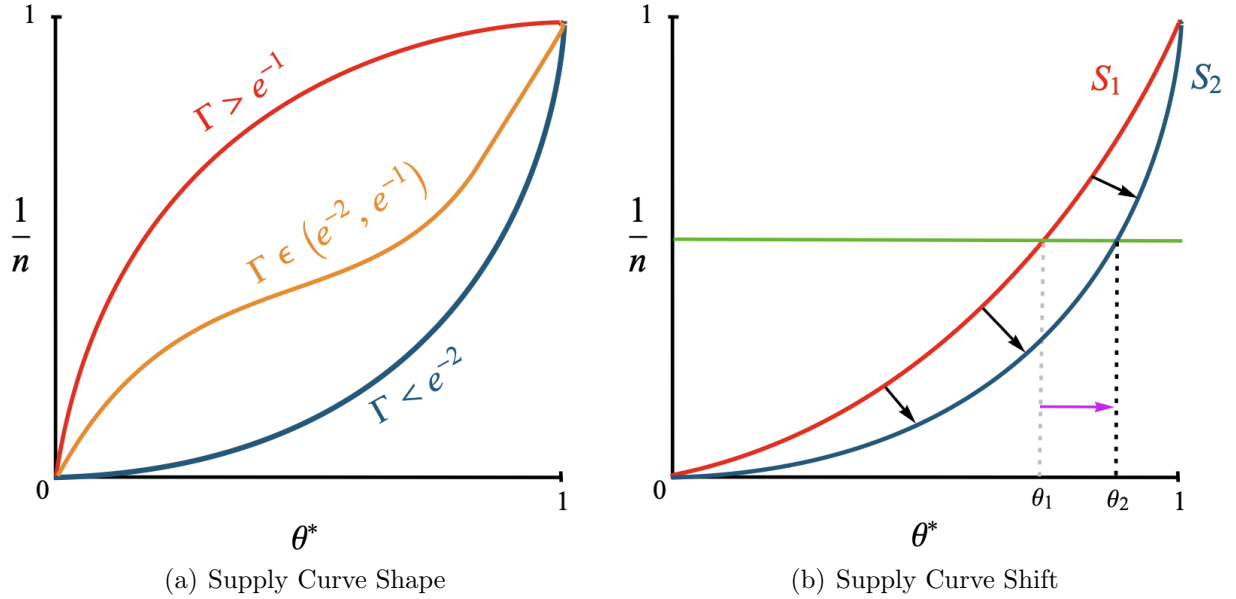 1
Γ > e⁻¹
Γ ϵ (e⁻², e⁻¹)
Γ < e⁻²
1
n
0
1
θ*
(a) Supply Curve Shape
1
S₁
S₂
1
n
0
θ₁
θ₂
1
θ*
(b) Supply Curve Shift